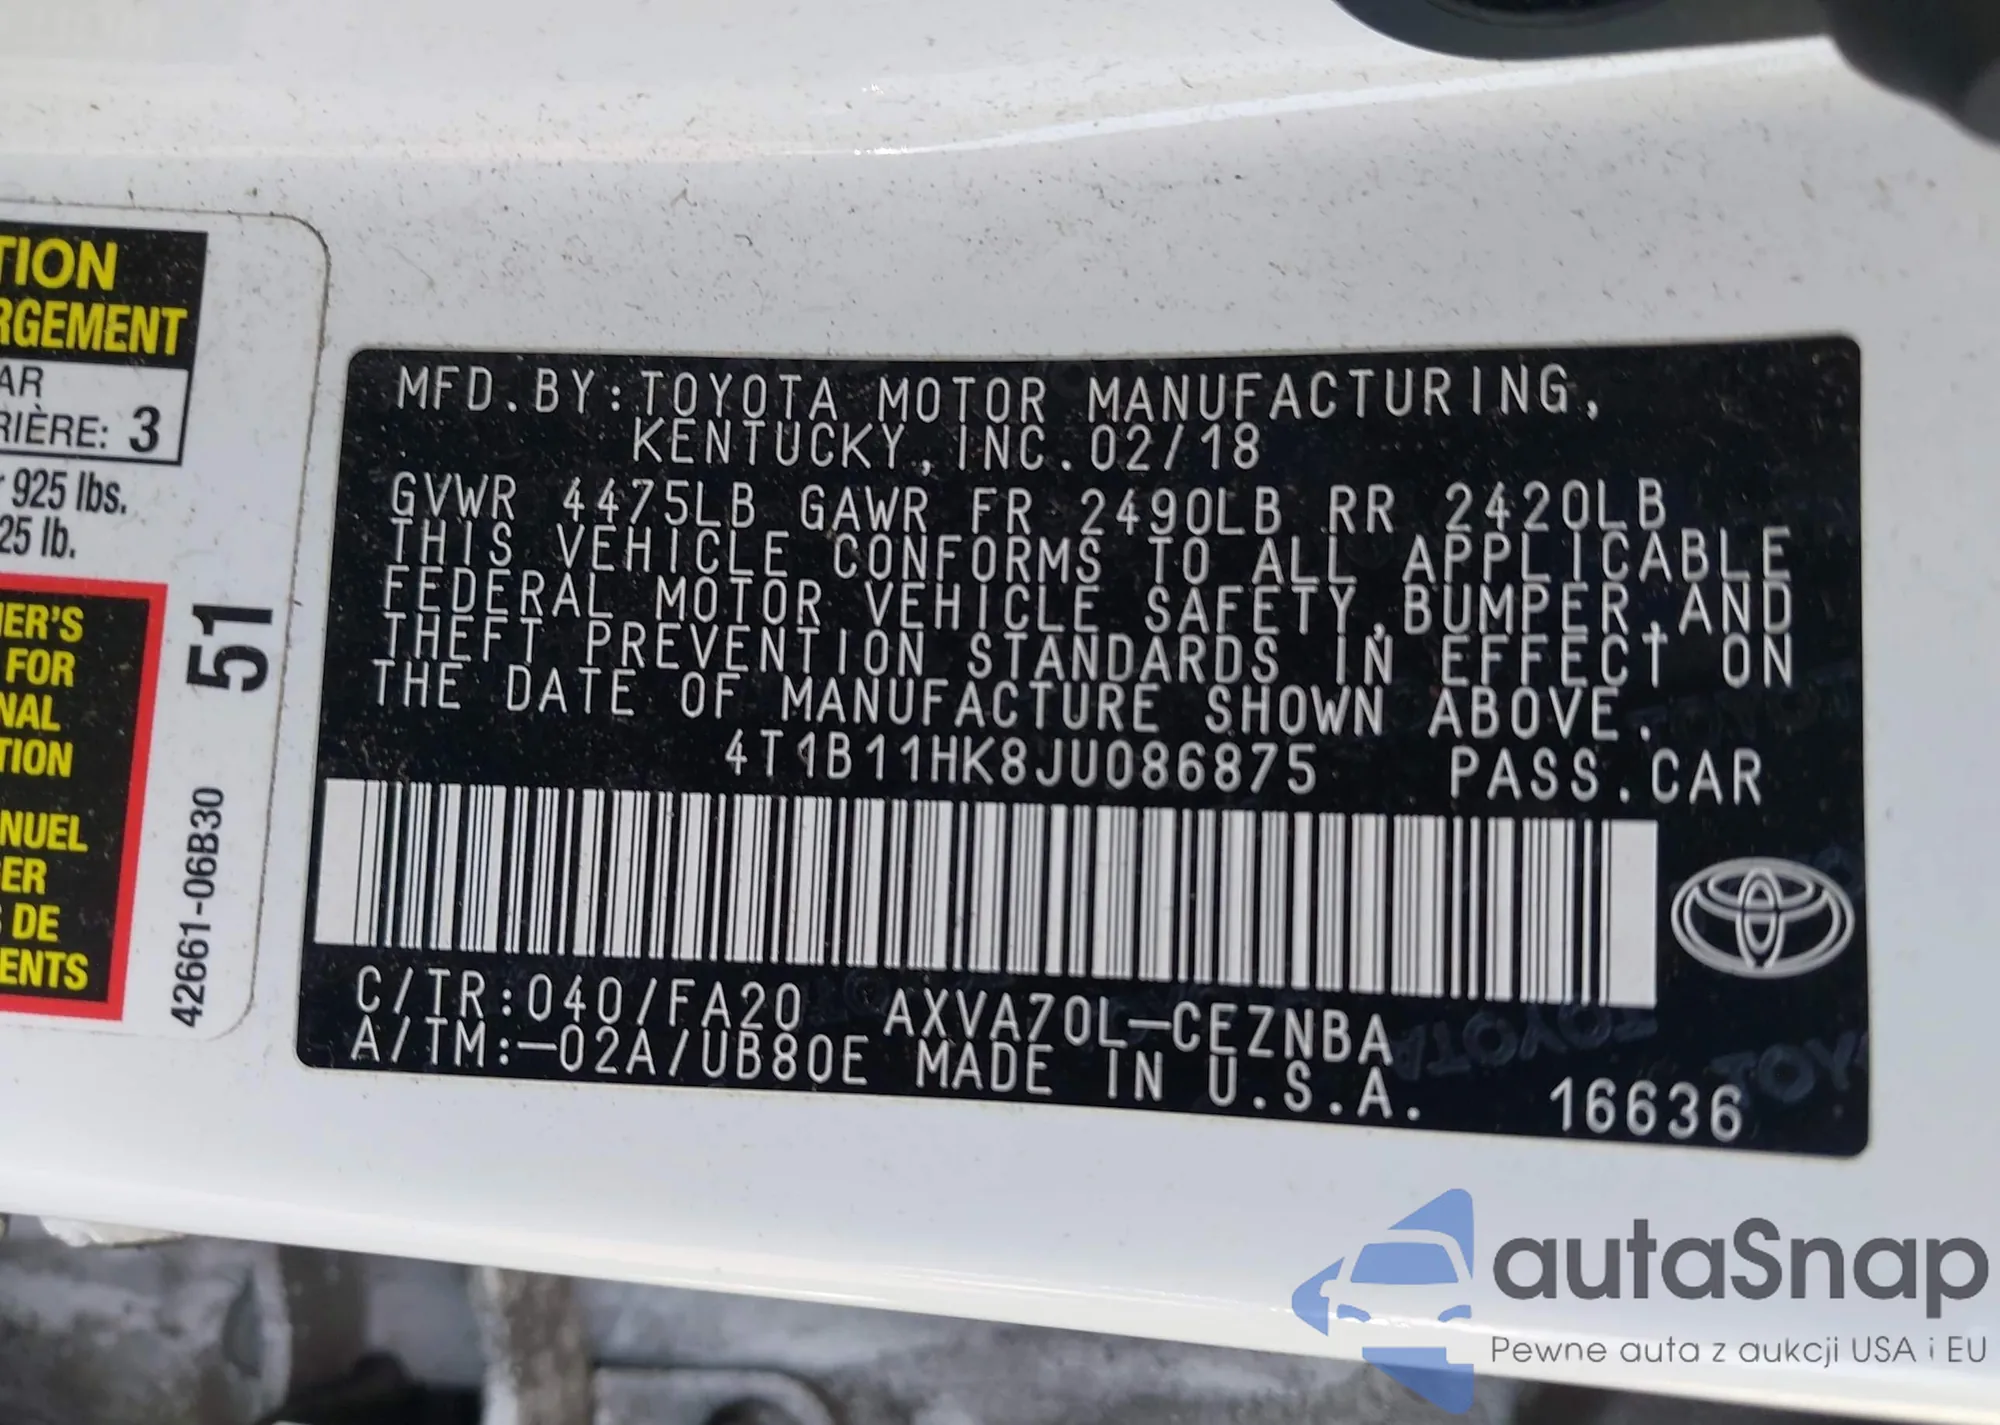 TION
RGEMENT
AR
RIÈRE: 3
925 lbs.
25 lb.
ER'S
FOR
NAL
TION
NUEL
ER
DE
ENTS
51
42661-06B30
MFD. BY: TOYOTA MOTOR MANUFACTURING,
KENTUCKY, INC. 02/18
GVWR 4475LB GAWR FR 2490LB RR 2420LB
THIS VEHICLE CONFORMS TO ALL APPLICABLE
FEDERAL MOTOR VEHICLE SAFETY, BUMPER, AND
THEFT PREVENTION STANDARDS IN EFFECT ON
THE DATE OF MANUFACTURE SHOWN ABOVE.
4T1B11HK8JU086875 PASS. CAR
C/TR: 040/FA20 AXVA70L-CEZNBA
A/TM:-02A/UB80E MADE IN U.S.A. 16636
autaSnap
Pewne auta z aukcji USA i EU